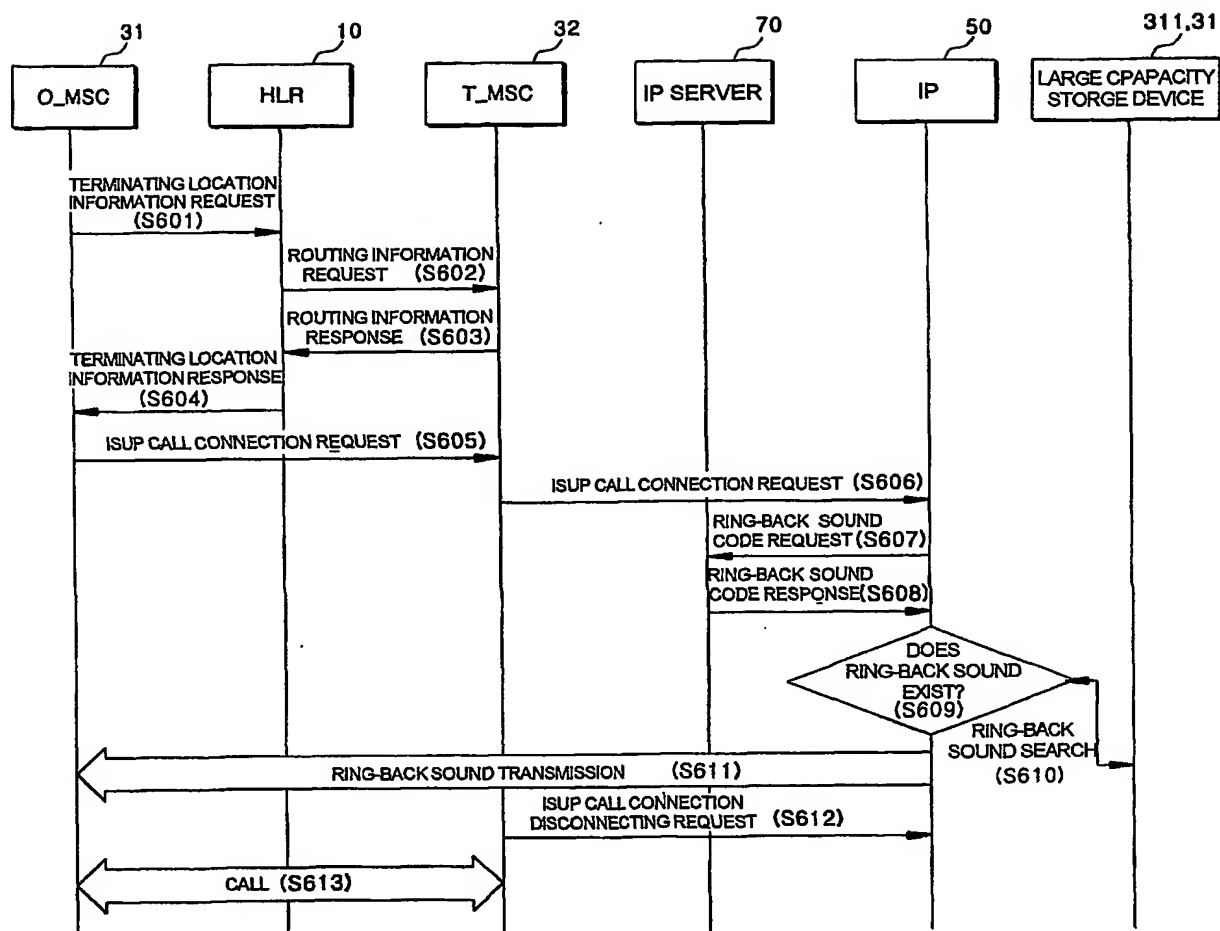 31
10
32
70
50
311,31
O_MSC
HLR
T_MSC
IP SERVER
IP
LARGE CPAPACITY
STORGE DEVICE
TERMINATING LOCATION
INFORMATION REQUEST
(S601)
ROUTING INFORMATION
REQUEST (S602)
ROUTING INFORMATION
RESPONSE (S603)
TERMINATING LOCATION
INFORMATION RESPONSE
(S604)
ISUP CALL CONNECTION REQUEST (S605)
ISUP CALL CONNECTION REQUEST (S606)
RING-BACK SOUND
CODE REQUEST (S607)
RING-BACK SOUND
CODE RESPONSE(S608)
DOES
RING-BACK SOUND
EXIST?
(S609)
RING-BACK
SOUND SEARCH
(S610)
RING-BACK SOUND TRANSMISSION (S611)
ISUP CALL CONNECTION
DISCONNECTING REQUEST (S612)
CALL (S613)